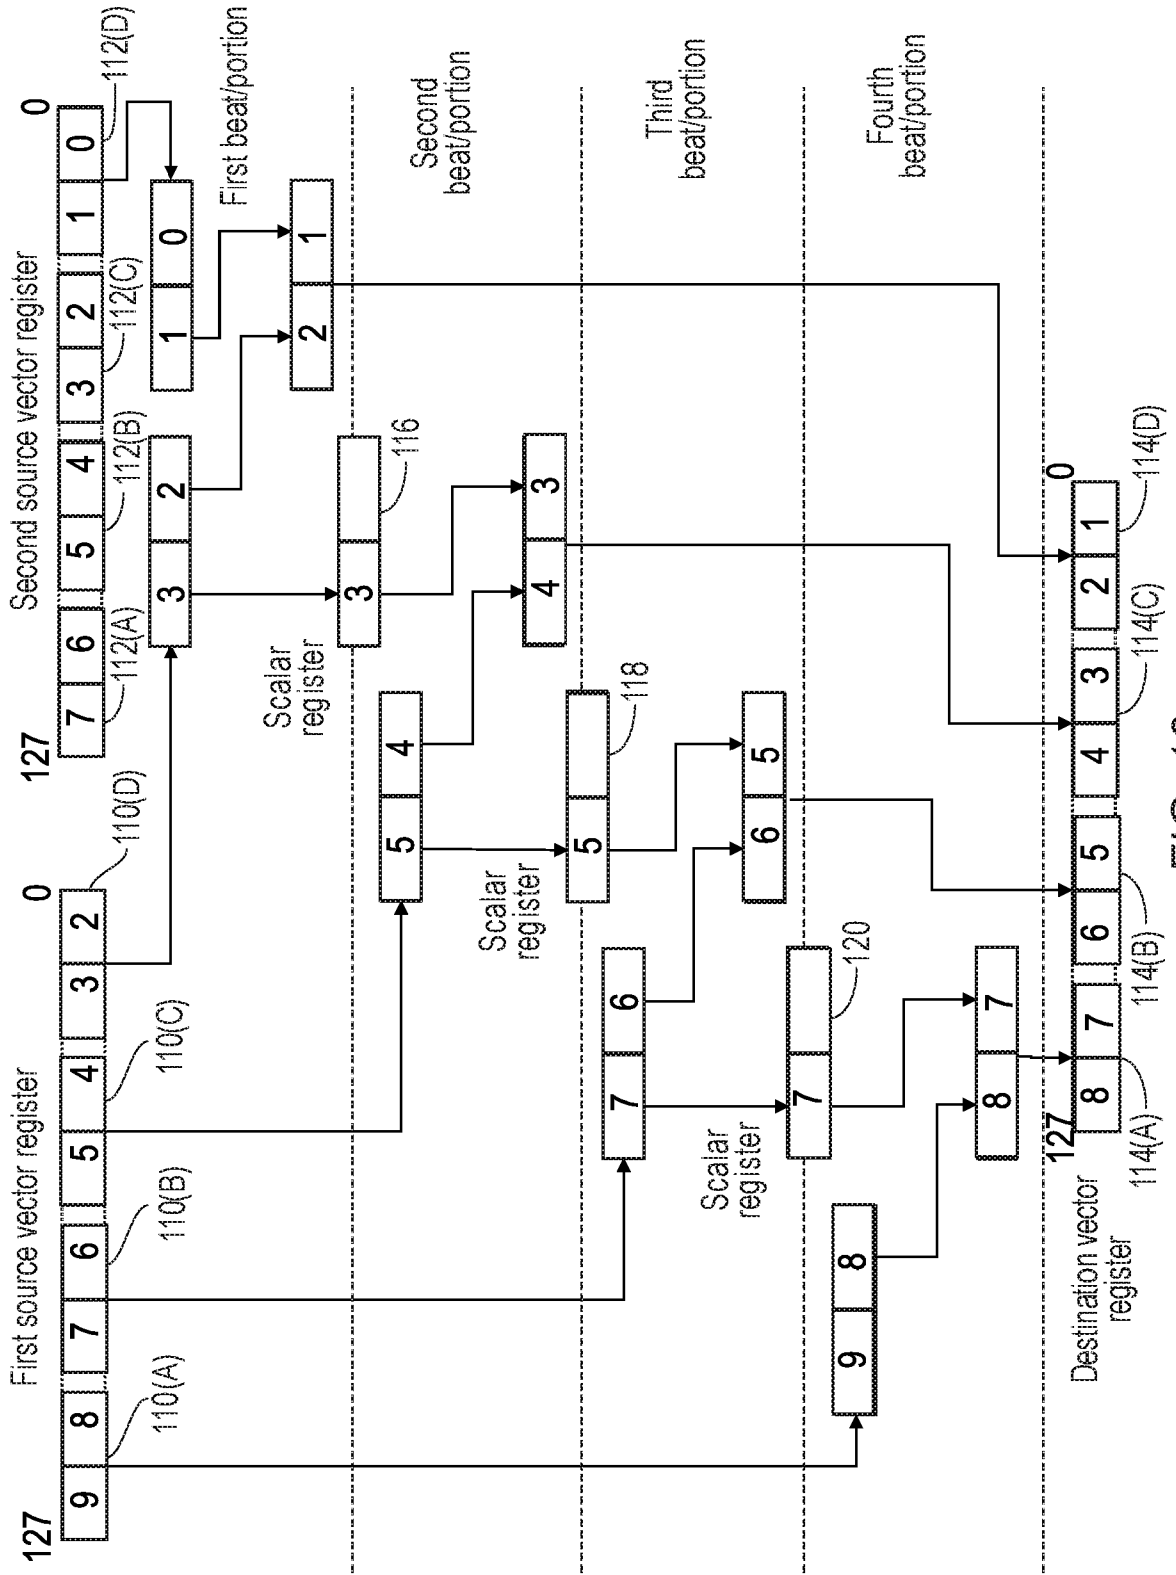 First source vector register
Second source vector register
127
0
127
0
9 8 7 6 5 4 3 2
7 6 5 4 3 2 1 0
110(A)
110(B)
110(C)
110(D)
112(A)
112(B)
112(C)
112(D)
3 2
1 0
First beat/portion
2 1
Scalar
register
3
116
5 4
Second
beat/portion
4 3
Scalar
register
5
118
7 6
Third
beat/portion
6 5
Scalar
register
7
120
9 8
Fourth
beat/portion
8 7
127
0
Destination vector
register
8 7 6 5 4 3 2 1
114(A)
114(B)
114(C)
114(D)